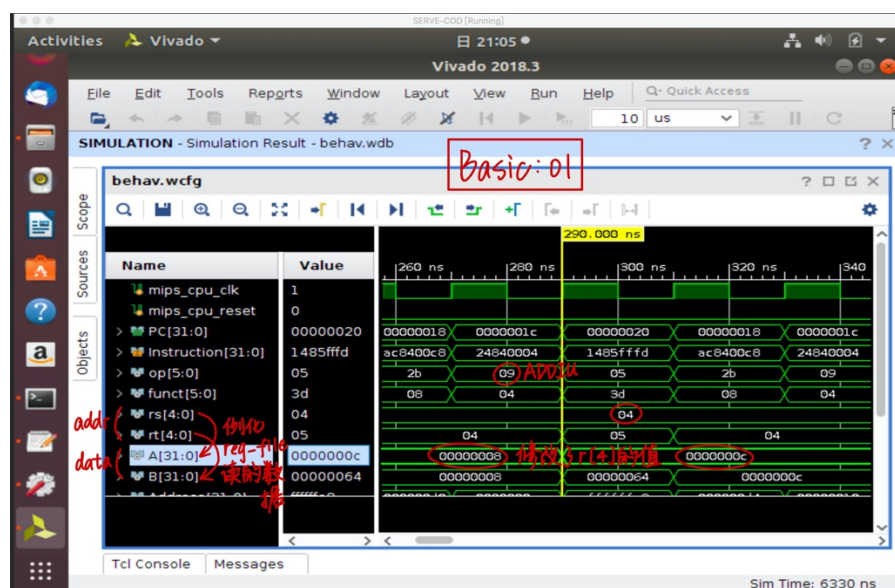 SERVE-COD [Running]
Activities Vivado 日 21:05
Vivado 2018.3
File Edit Tools Reports Window Layout View Run Help Q- Quick Access
10 us
SIMULATION - Simulation Result - behav.wdb ? X
Basic: 01
behav.wcfg
Scope
Sources
Objects
290.000 ns
Name Value 260 ns 280 ns 300 ns 320 ns 340
mips_cpu_clk 1
mips_cpu_reset 0
PC[31:0] 00000020 00000018 0000001c 00000020 00000018 0000001c
Instruction[31:0] 1485fffd ac8400c8 24840004 1485fffd ac8400c8 24840004
op[5:0] 05 2b 09 ADDIU 05 2b 09
funct[5:0] 3d 08 04 3d 08 04
addr rs[4:0] 04 04
rt[4:0] 05 例化 04 05 04
data A[31:0] reg-file 0000000c 00000008 修改了r[4]的值 0000000c
B[31:0] 读的数据 00000064 00000008 00000064 0000000c
Tcl Console Messages
Sim Time: 6330 ns